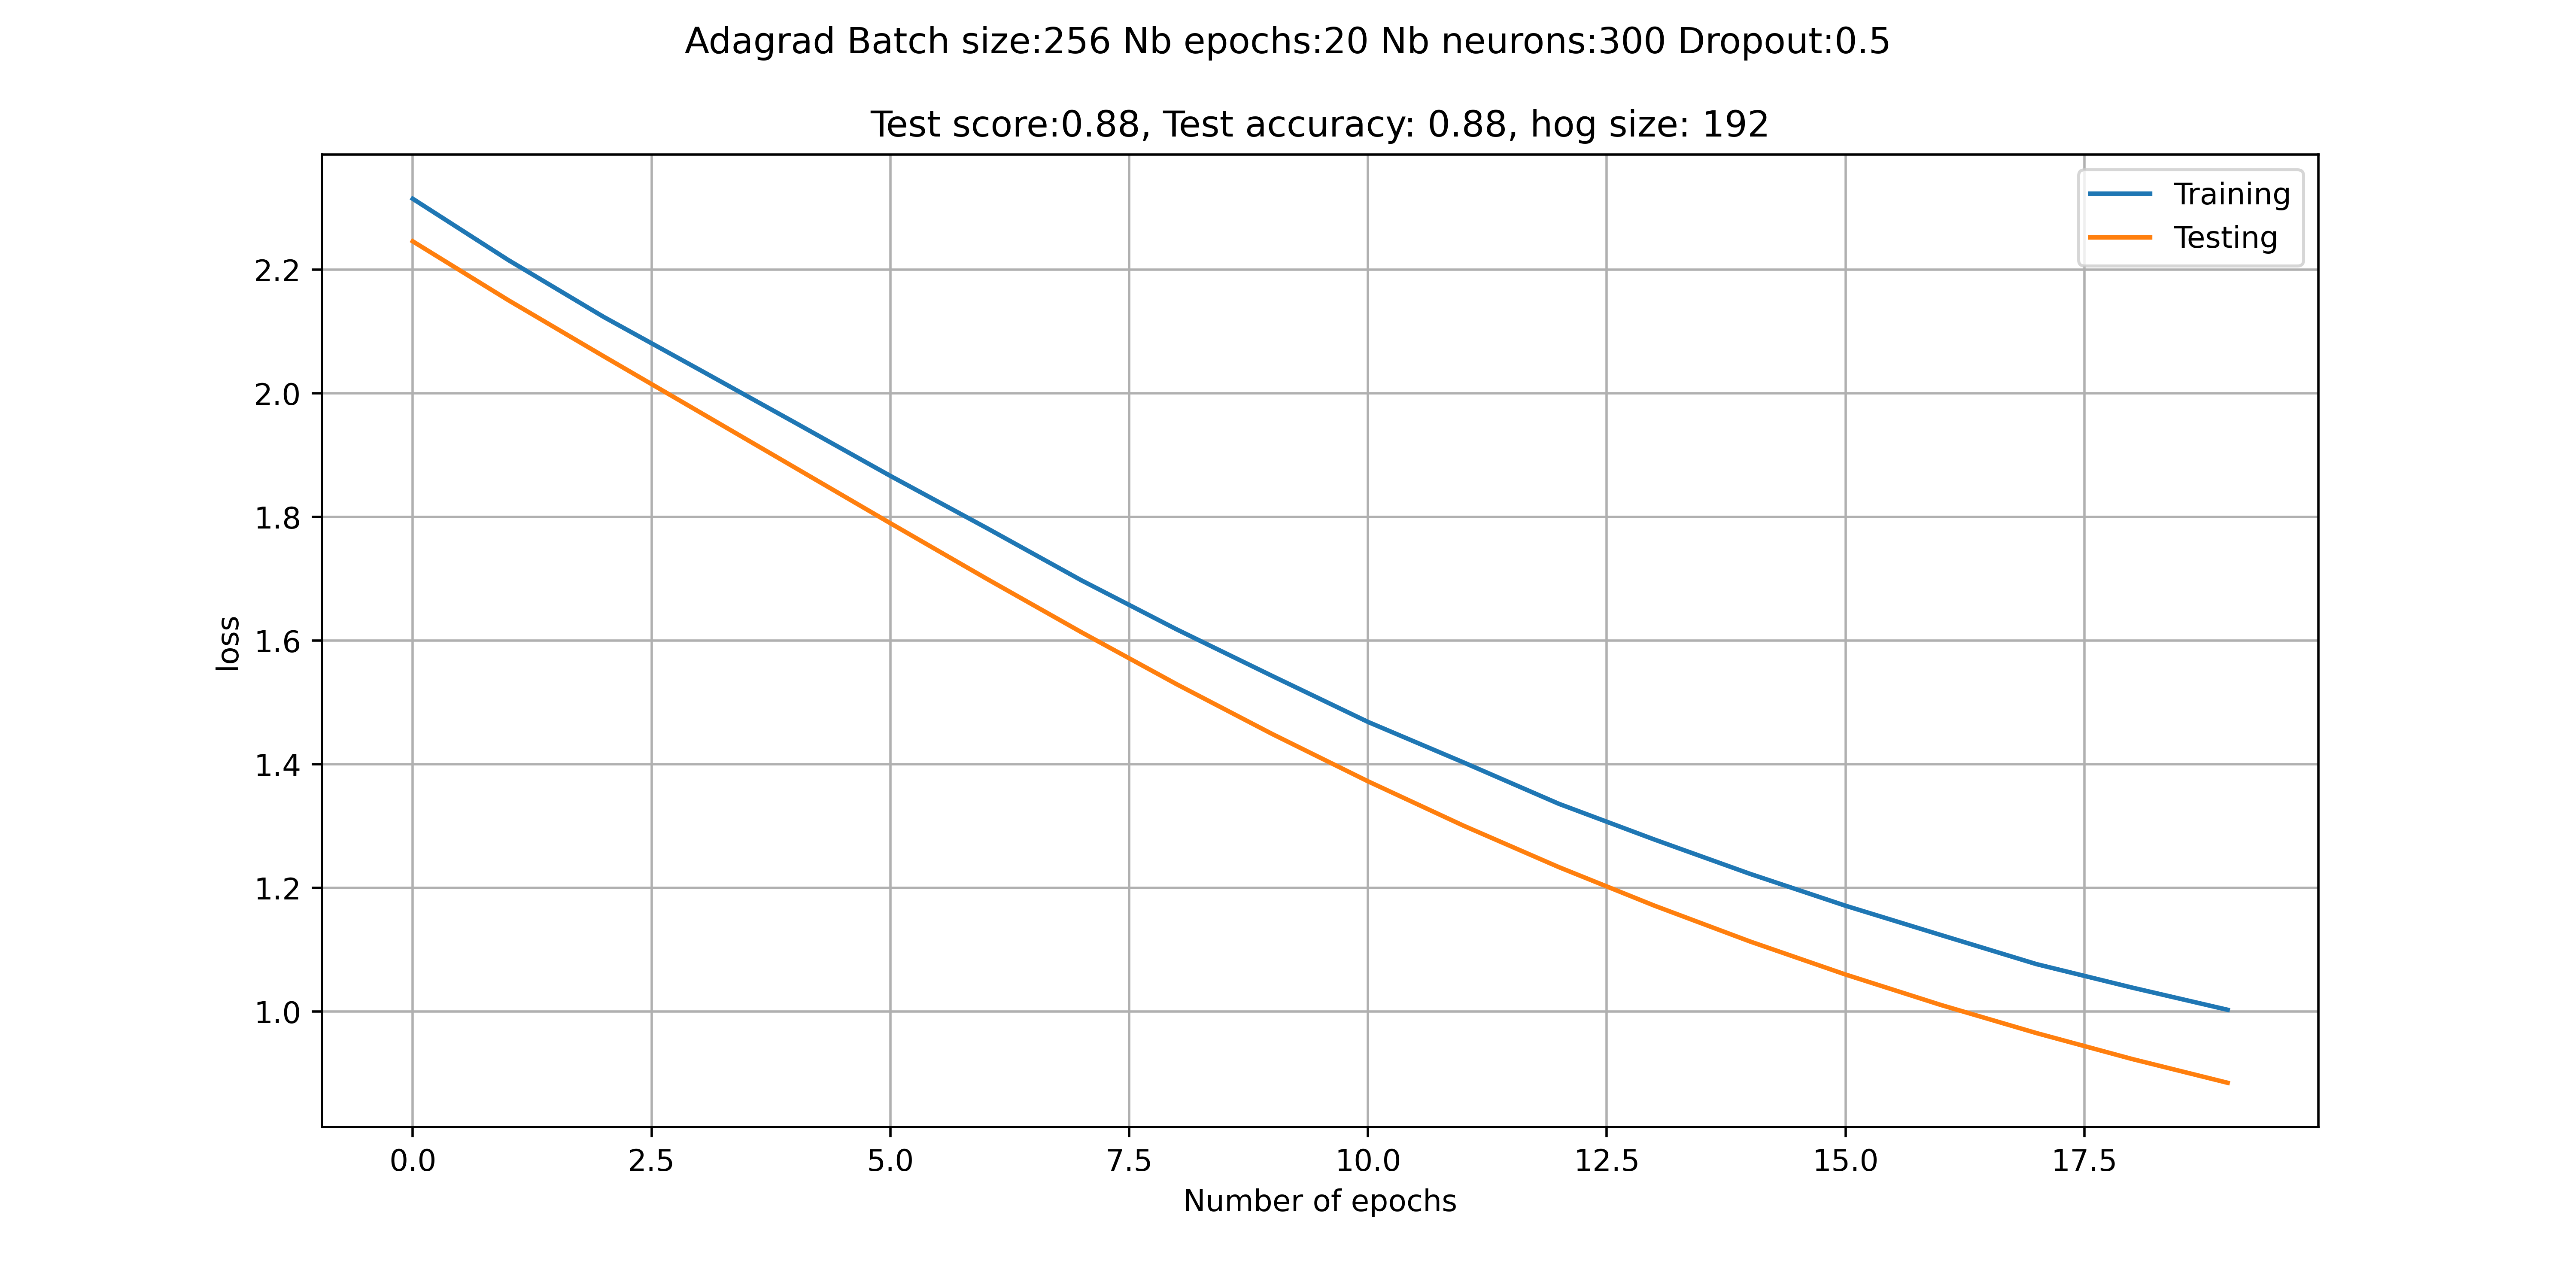 Adagrad Batch size:256 Nb epochs:20 Nb neurons:300 Dropout:0.5
Test score:0.88, Test accuracy: 0.88, hog size: 192
Training
Testing
2.2
2.0
1.8
1.6
1.4
1.2
1.0
loss
0.0 2.5 5.0 7.5 10.0 12.5 15.0 17.5
Number of epochs